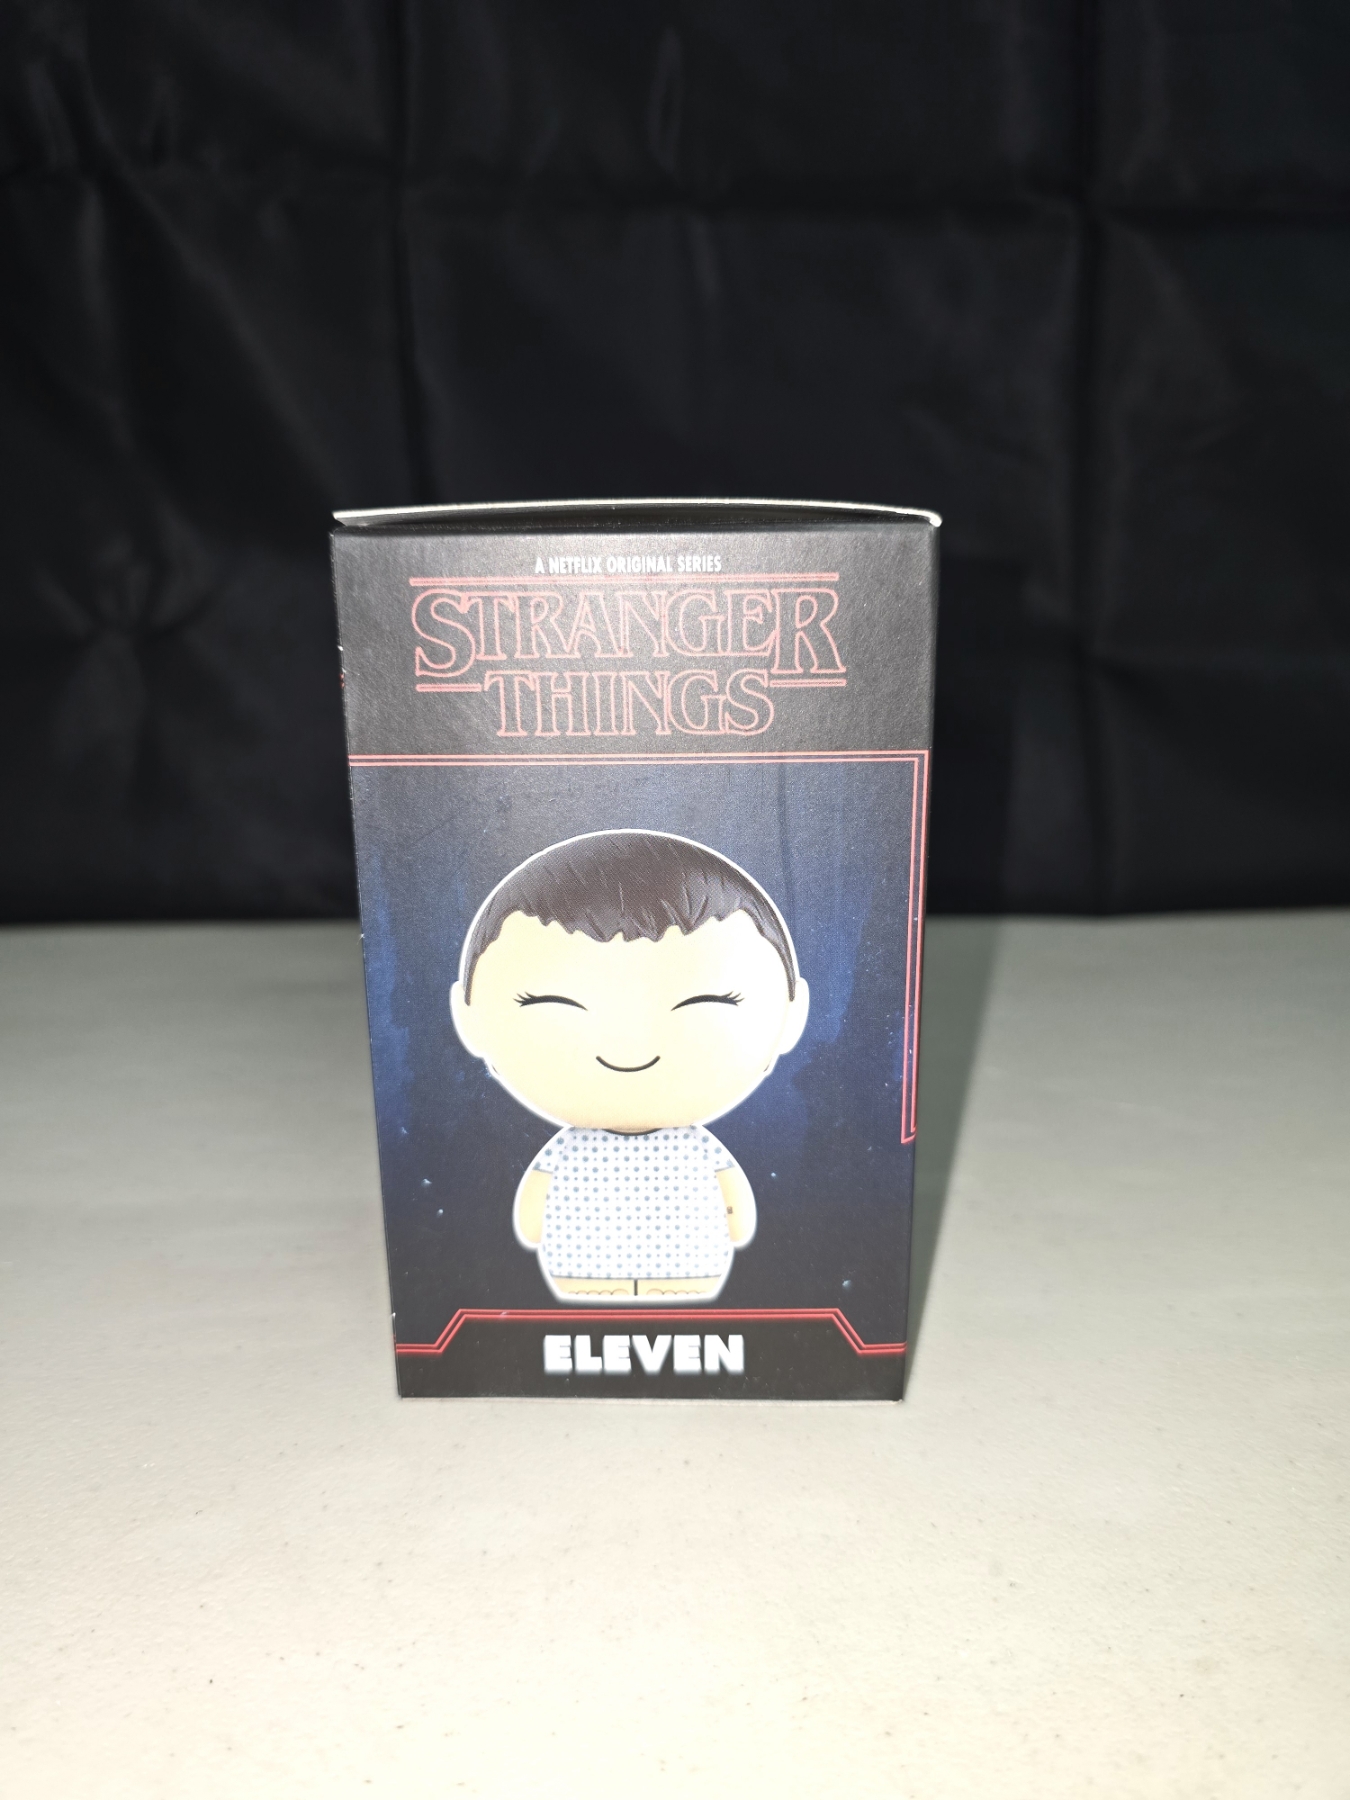 A NETFLIX ORIGINAL SERIES
STRANGER
THINGS
ELEVEN